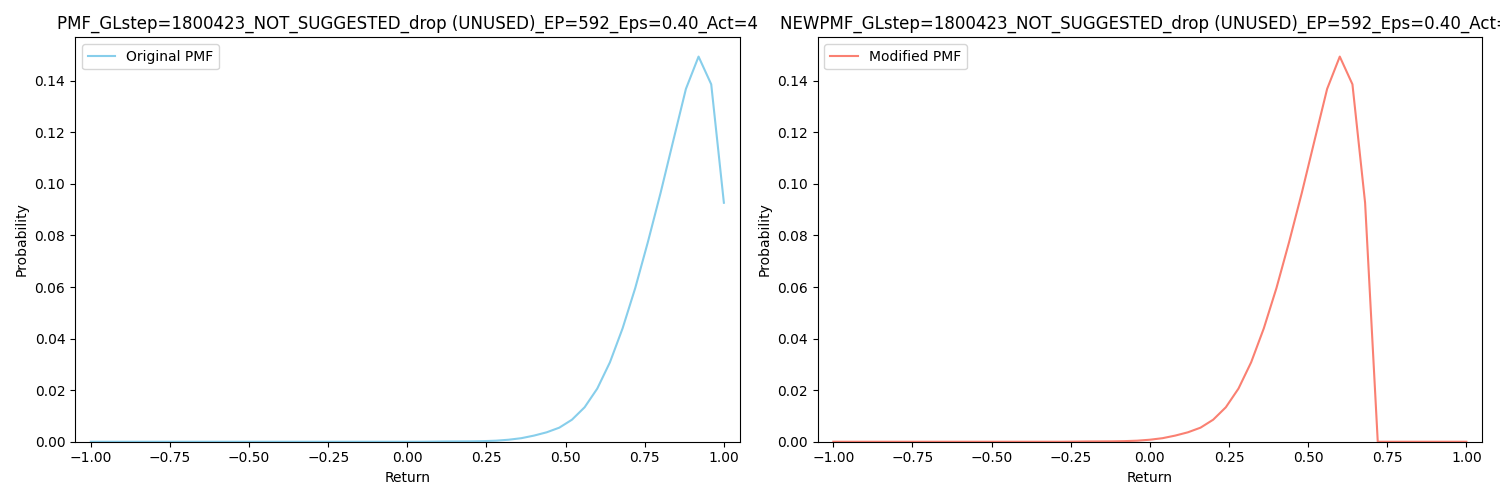 PMF_GLstep=1800423_NOT_SUGGESTED_drop (UNUSED)_EP=592_Eps=0.40_Act=4
Original PMF
Probability
0.14
0.12
0.10
0.08
0.06
0.04
0.02
0.00
−1.00 −0.75 −0.50 −0.25 0.00 0.25 0.50 0.75 1.00
Return
NEWPMF_GLstep=1800423_NOT_SUGGESTED_drop (UNUSED)_EP=592_Eps=0.40_Act=
Modified PMF
Probability
0.14
0.12
0.10
0.08
0.06
0.04
0.02
0.00
−1.00 −0.75 −0.50 −0.25 0.00 0.25 0.50 0.75 1.00
Return